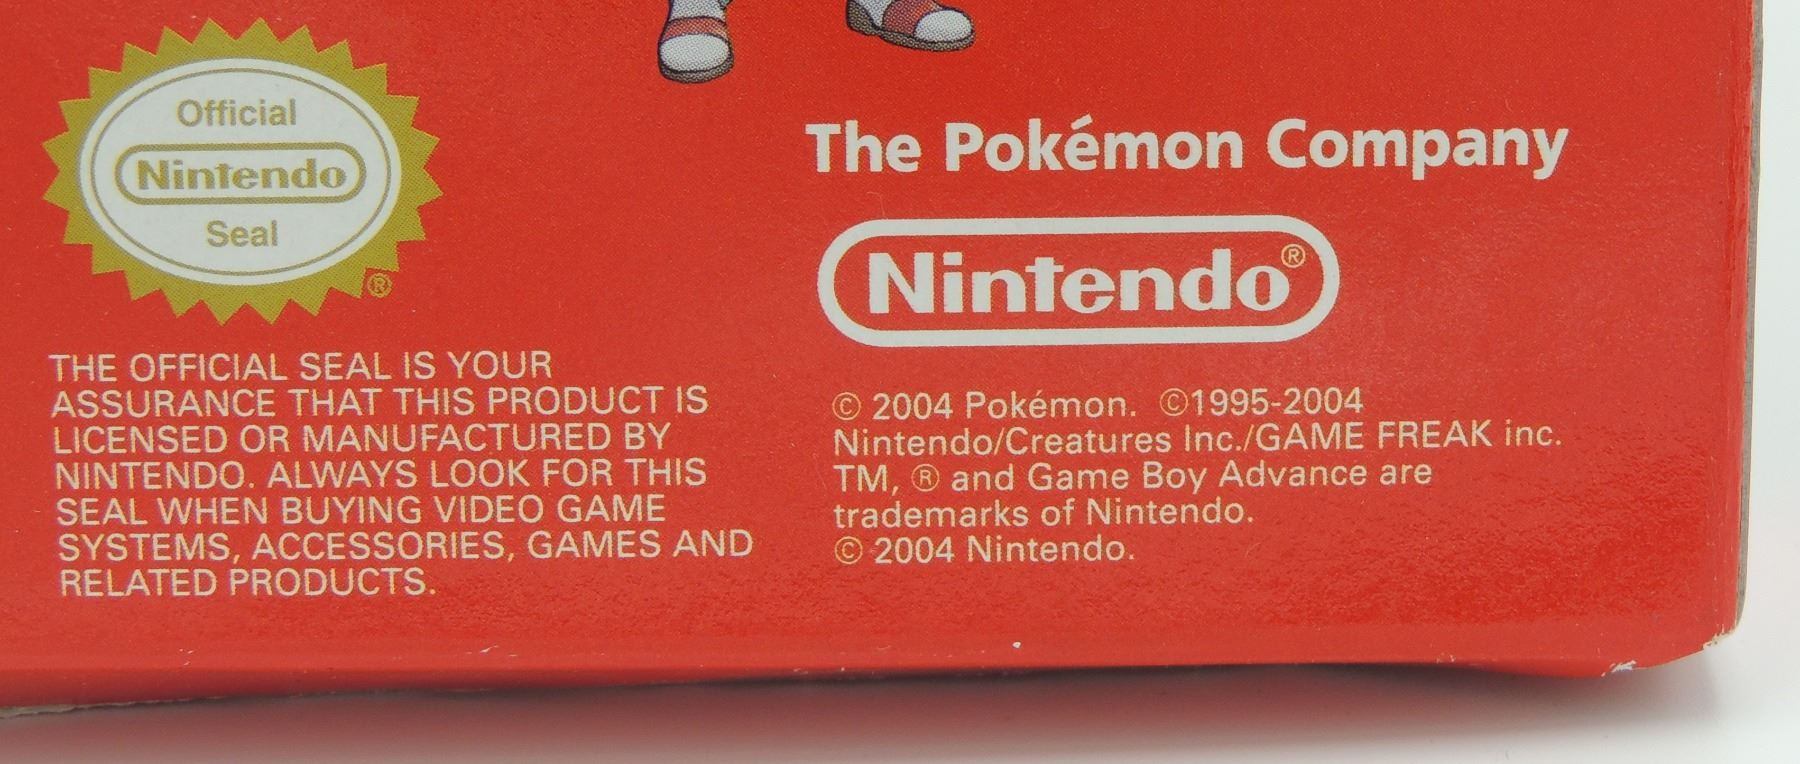 Official
Nintendo
Seal
®
THE OFFICIAL SEAL IS YOUR
ASSURANCE THAT THIS PRODUCT IS
LICENSED OR MANUFACTURED BY
NINTENDO. ALWAYS LOOK FOR THIS
SEAL WHEN BUYING VIDEO GAME
SYSTEMS, ACCESSORIES, GAMES AND
RELATED PRODUCTS.
The Pokémon Company
Nintendo®
© 2004 Pokémon. ©1995-2004
Nintendo/Creatures Inc./GAME FREAK inc.
TM, ® and Game Boy Advance are
trademarks of Nintendo.
© 2004 Nintendo.